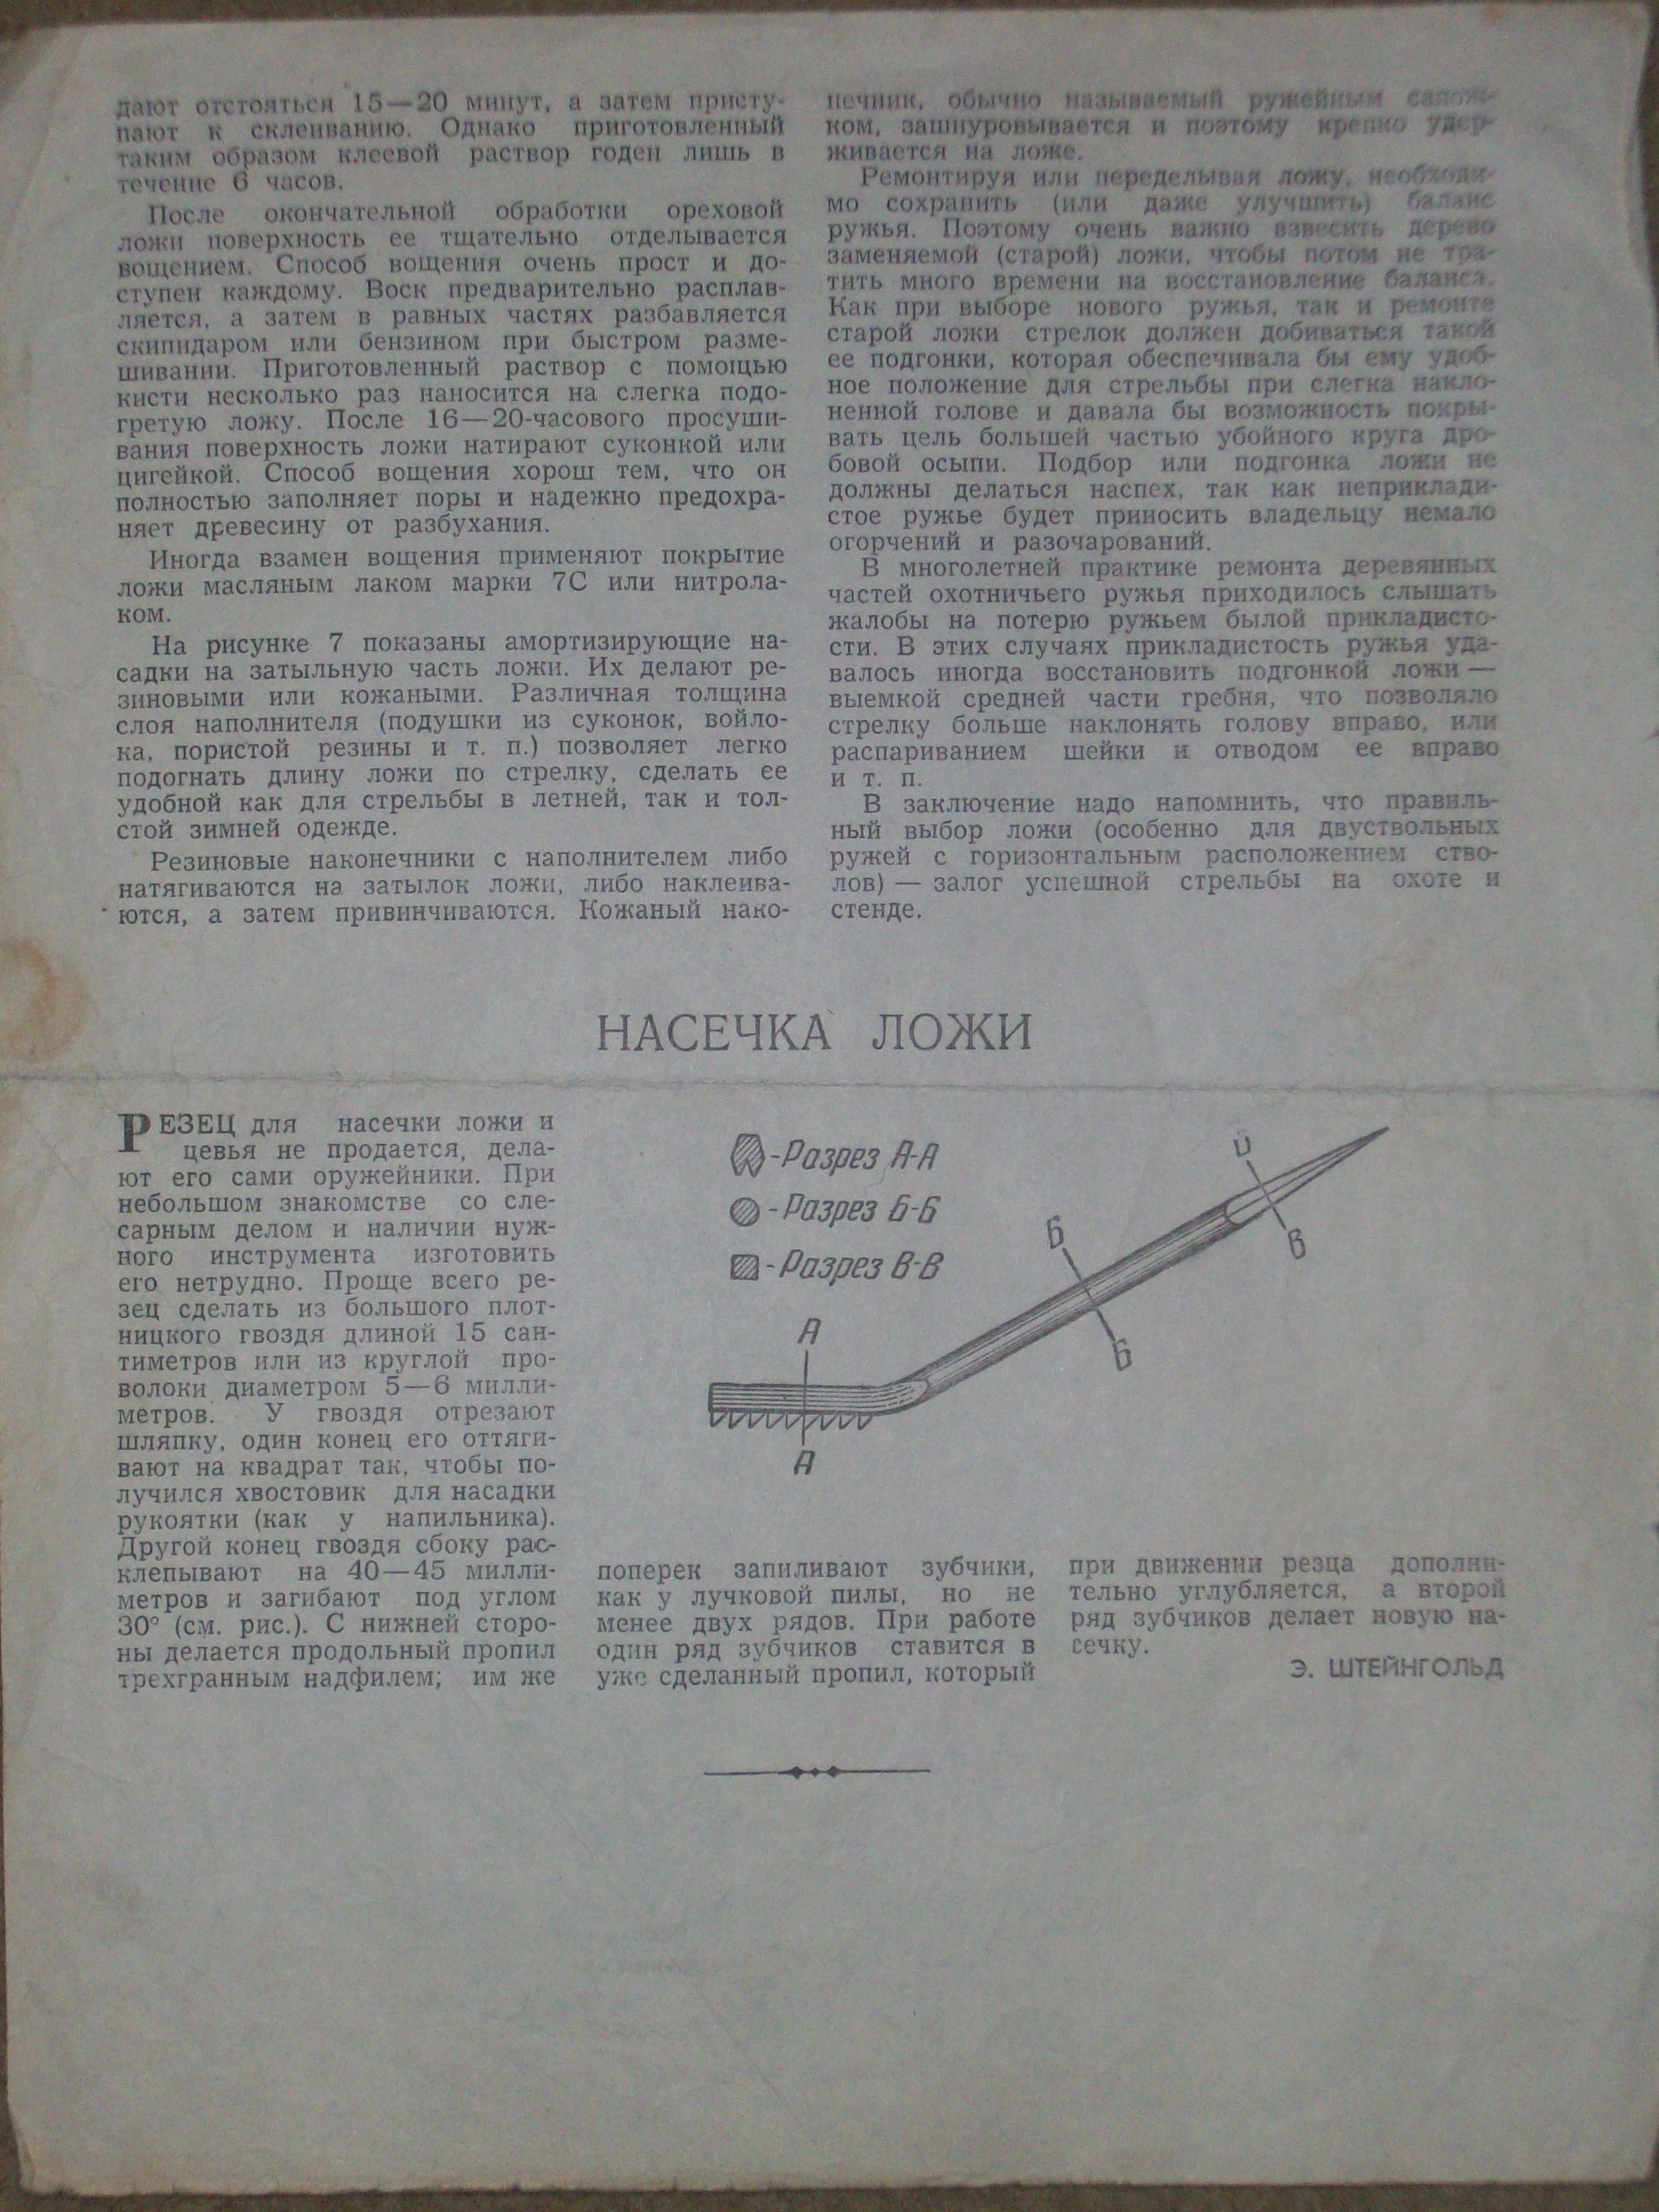 дают отстояться 15—20 минут, а затем присту-
пают к склеиванию. Однако приготовленный
таким образом клеевой раствор годен лишь в
течение 6 часов.
После окончательной обработки ореховой
ложи поверхность ее тщательно отделывается
вощением. Способ вощения очень прост и до-
ступен каждому. Воск предварительно расплав-
ляется, а затем в равных частях разбавляется
скипидаром или бензином при быстром разме-
шивании. Приготовленный раствор с помощью
кисти несколько раз наносится на слегка подо-
гретую ложу. После 16—20-часового просуши-
вания поверхность ложи натирают суконкой или
цигейкой. Способ вощения хорош тем, что он
полностью заполняет поры и надежно предохра-
няет древесину от разбухания.
Иногда взамен вощения применяют покрытие
ложи масляным лаком марки 7С или нитрола-
ком.
На рисунке 7 показаны амортизирующие на-
садки на затыльную часть ложи. Их делают ре-
зиновыми или кожаными. Различная толщина
слоя наполнителя (подушки из суконок, войло-
ка, пористой резины и т. п.) позволяет легко
подогнать длину ложи по стрелку, сделать ее
удобной как для стрельбы в летней, так и тол-
стой зимней одежде.
Резиновые наконечники с наполнителем либо
натягиваются на затылок ложи, либо наклеива-
ются, а затем привинчиваются. Кожаный нако-
нечник, обычно называемый ружейным сапож-
ком, зашнуровывается и поэтому крепко удер-
живается на ложе.
Ремонтируя или переделывая ложу, необходи-
мо сохранить (или даже улучшить) баланс
ружья. Поэтому очень важно взвесить дерево
заменяемой (старой) ложи, чтобы потом не тра-
тить много времени на восстановление баланса.
Как при выборе нового ружья, так и ремонте
старой ложи стрелок должен добиваться такой
ее подгонки, которая обеспечивала бы ему удоб-
ное положение для стрельбы при слегка накло-
ненной голове и давала бы возможность покры-
вать цель большей частью убойного круга дро-
бовой осыпи. Подбор или подгонка ложи не
должны делаться наспех, так как неприклади-
стое ружье будет приносить владельцу немало
огорчений и разочарований.
В многолетней практике ремонта деревянных
частей охотничьего ружья приходилось слышать
жалобы на потерю ружьем былой прикладисто-
сти. В этих случаях прикладистость ружья уда-
валось иногда восстановить подгонкой ложи —
выемкой средней части гребня, что позволяло
стрелку больше наклонять голову вправо, или
распариванием шейки и отводом ее вправо
и т. п.
В заключение надо напомнить, что правиль-
ный выбор ложи (особенно для двуствольных
ружей с горизонтальным расположением ство-
лов) — залог успешной стрельбы на охоте и
стенде.
НАСЕЧКА ЛОЖИ
РЕЗЕЦ для насечки ложи и
цевья не продается, дела-
ют его сами оружейники. При
небольшом знакомстве со сле-
сарным делом и наличии нуж-
ного инструмента изготовить
его нетрудно. Проще всего ре-
зец сделать из большого плот-
ницкого гвоздя длиной 15 сан-
тиметров или из круглой про-
волоки диаметром 5—6 милли-
метров. У гвоздя отрезают
шляпку, один конец его оттяги-
вают на квадрат так, чтобы по-
лучился хвостовик для насадки
рукоятки (как у напильника).
Другой конец гвоздя сбоку рас-
клепывают на 40—45 милли-
метров и загибают под углом
30° (см. рис.). С нижней сторо-
ны делается продольный пропил
трехгранным надфилем; им же
-Разрез А-А
-Разрез Б-Б
-Разрез В-В
В
В
Б
Б
А
А
поперек запиливают зубчики,
как у лучковой пилы, но не
менее двух рядов. При работе
один ряд зубчиков ставится в
уже сделанный пропил, который
при движении резца дополни-
тельно углубляется, а второй
ряд зубчиков делает новую на-
сечку.
Э. ШТЕЙНГОЛЬД